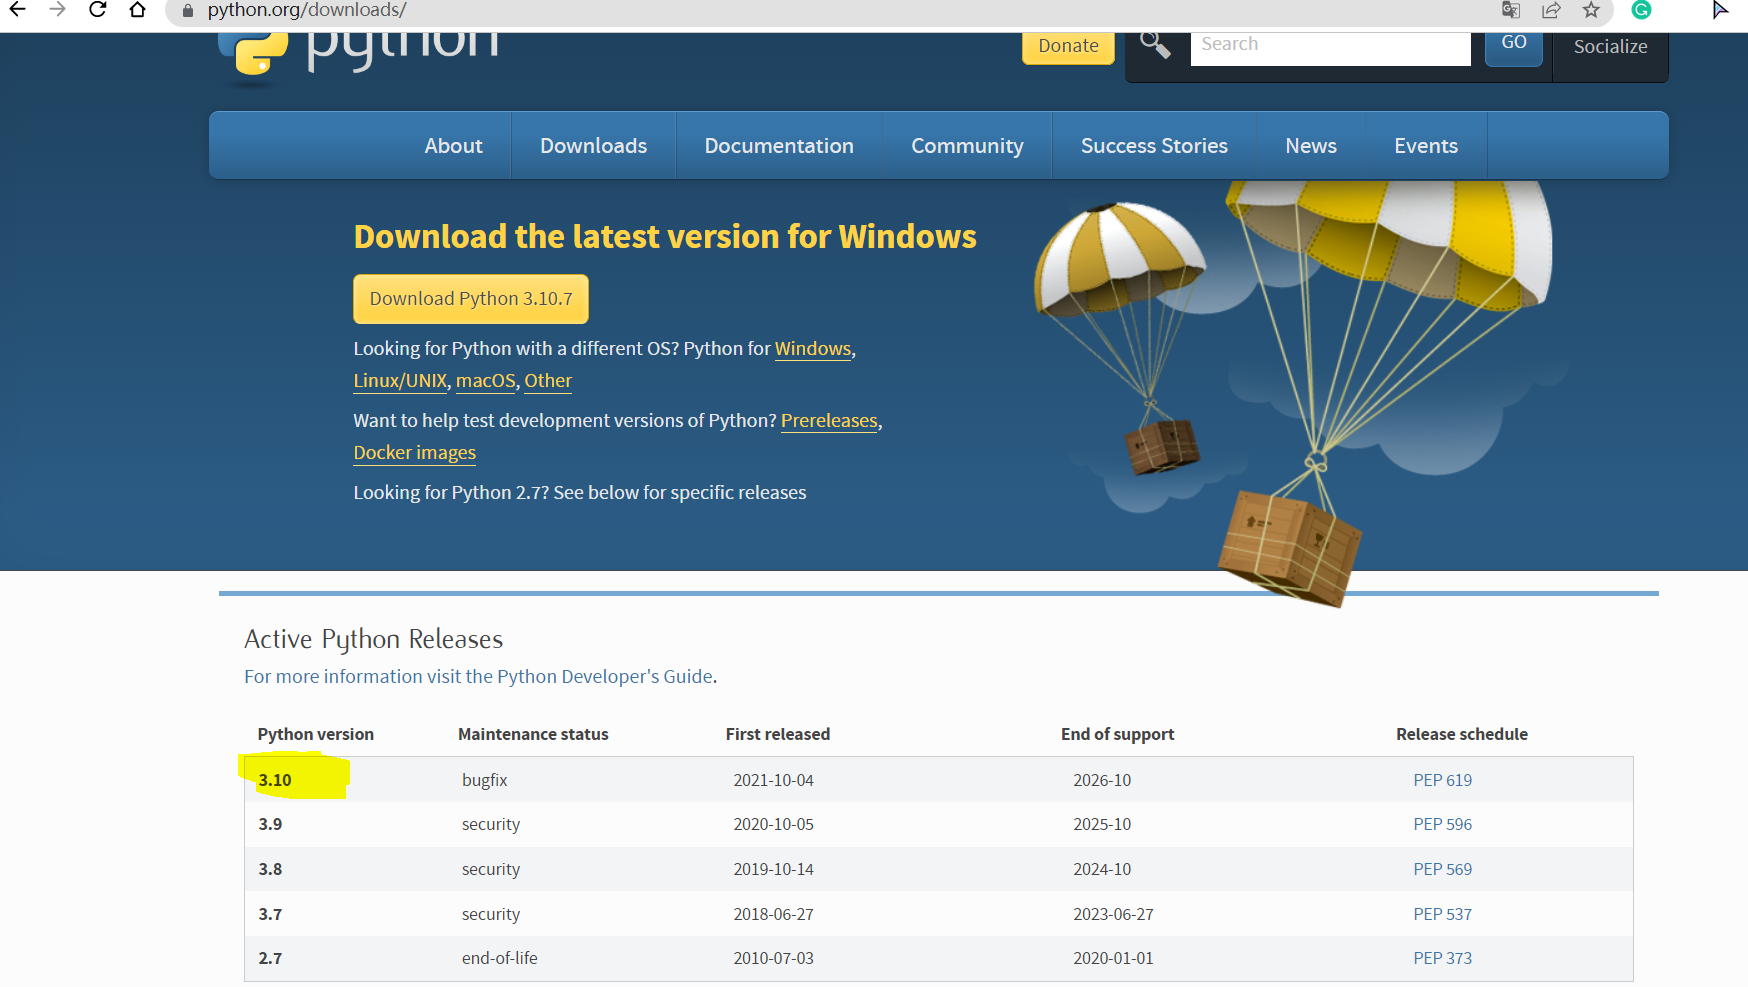 python.org/downloads/
python
Donate
Search
GO
Socialize
About Downloads Documentation Community Success Stories News Events
Download the latest version for Windows
Download Python 3.10.7
Looking for Python with a different OS? Python for Windows,
Linux/UNIX, macOS, Other
Want to help test development versions of Python? Prereleases,
Docker images
Looking for Python 2.7? See below for specific releases
Active Python Releases
For more information visit the Python Developer's Guide.
Python version Maintenance status First released End of support Release schedule
3.10 bugfix 2021-10-04 2026-10 PEP 619
3.9 security 2020-10-05 2025-10 PEP 596
3.8 security 2019-10-14 2024-10 PEP 569
3.7 security 2018-06-27 2023-06-27 PEP 537
2.7 end-of-life 2010-07-03 2020-01-01 PEP 373